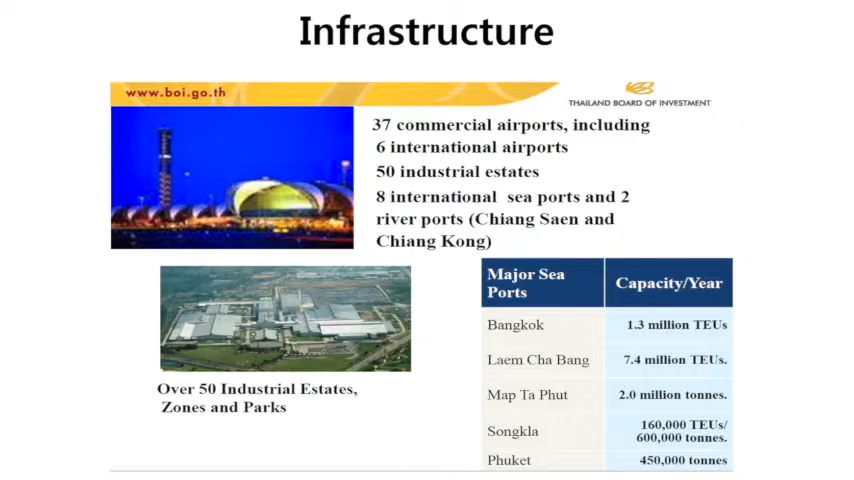 Infrastructure
www.boi.go.th
THAILAND BOARD OF INVESTMENT
37 commercial airports, including
6 international airports
50 industrial estates
8 international sea ports and 2
river ports (Chiang Saen and
Chiang Kong)
Over 50 Industrial Estates,
Zones and Parks
Major Sea
Ports
Capacity/Year
Bangkok
1.3 million TEUs
Laem Cha Bang
7.4 million TEUs.
Map Ta Phut
2.0 million tonnes.
Songkla
160,000 TEUs/
600,000 tonnes.
Phuket
450,000 tonnes